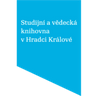 Studijní a vědecká
knihovna
v Hradci Králové